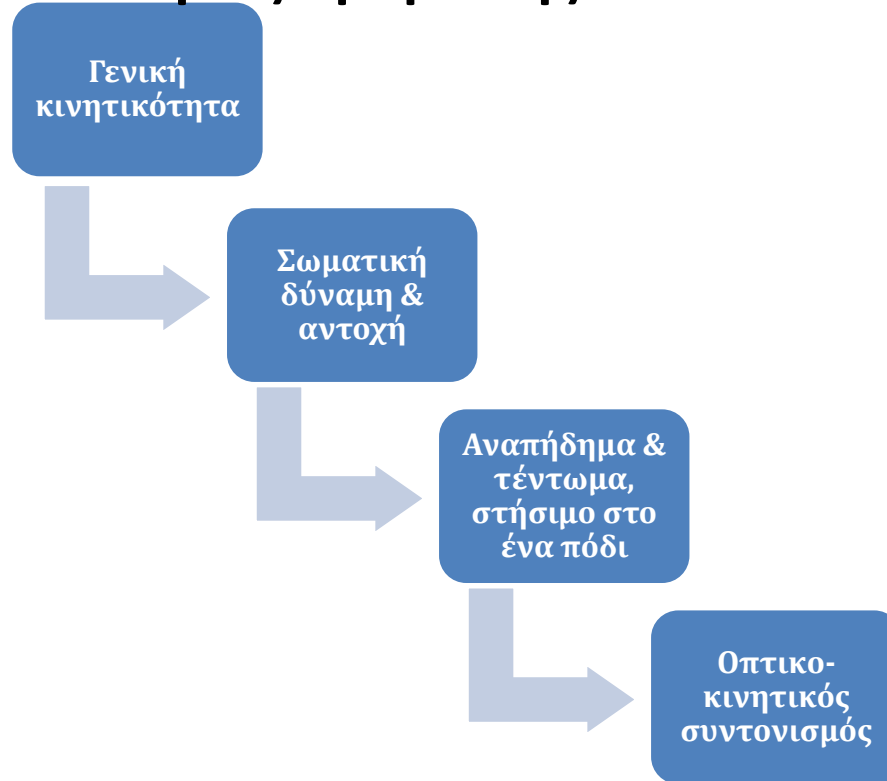 Γενική
κινητικότητα
Σωματική
δύναμη &
αντοχή
Αναπήδημα &
τέντωμα,
στήσιμο στο
ένα πόδι
Οπτικο-
κινητικός
συντονισμός